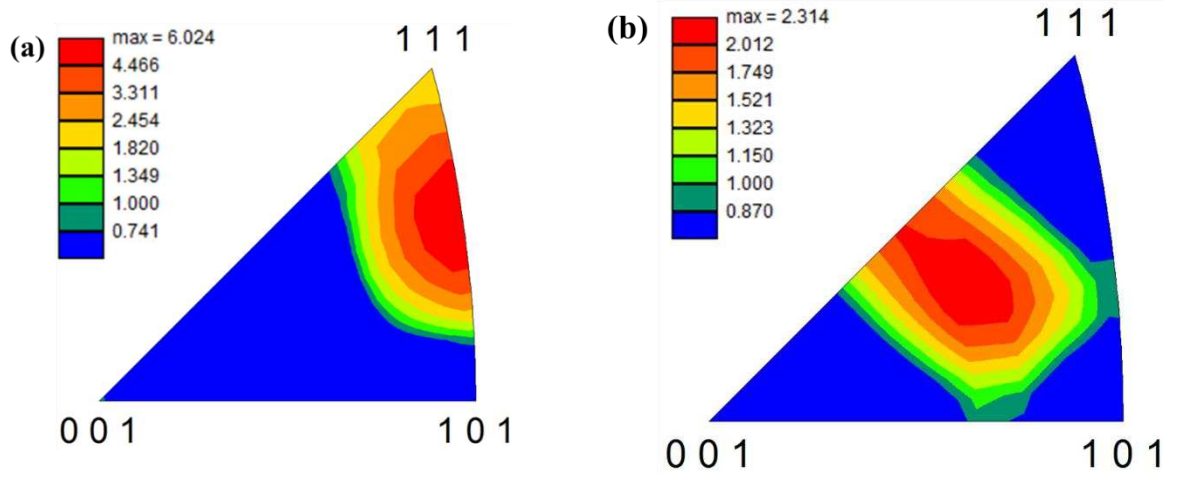 (a)
max = 6.024
4.466
3.311
2.454
1.820
1.349
1.000
0.741
1 1 1
0 0 1
1 0 1
(b)
max = 2.314
2.012
1.749
1.521
1.323
1.150
1.000
0.870
1 1 1
0 0 1
1 0 1